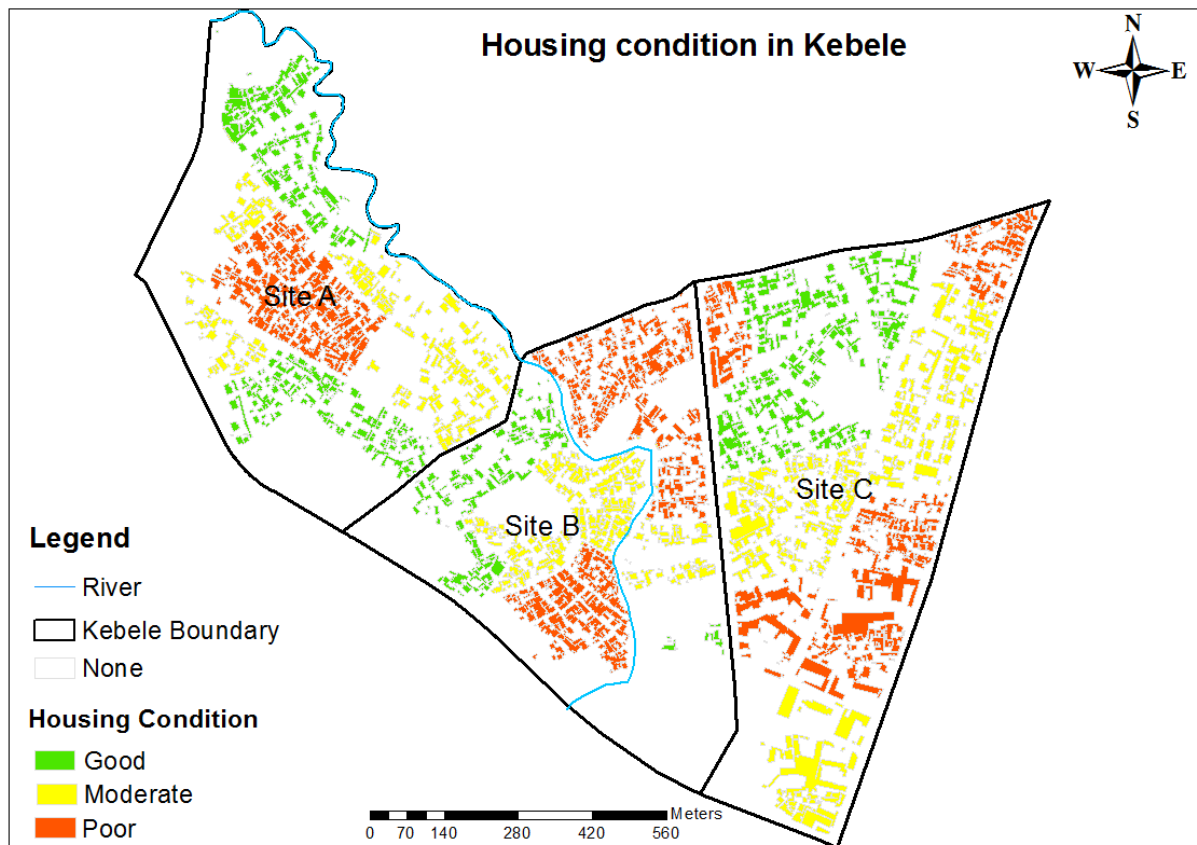 Housing condition in Kebele
N
W E
S
Site A
Site B
Site C
Legend
River
Kebele Boundary
None
Housing Condition
Good
Moderate
Poor
Meters
0 70 140 280 420 560